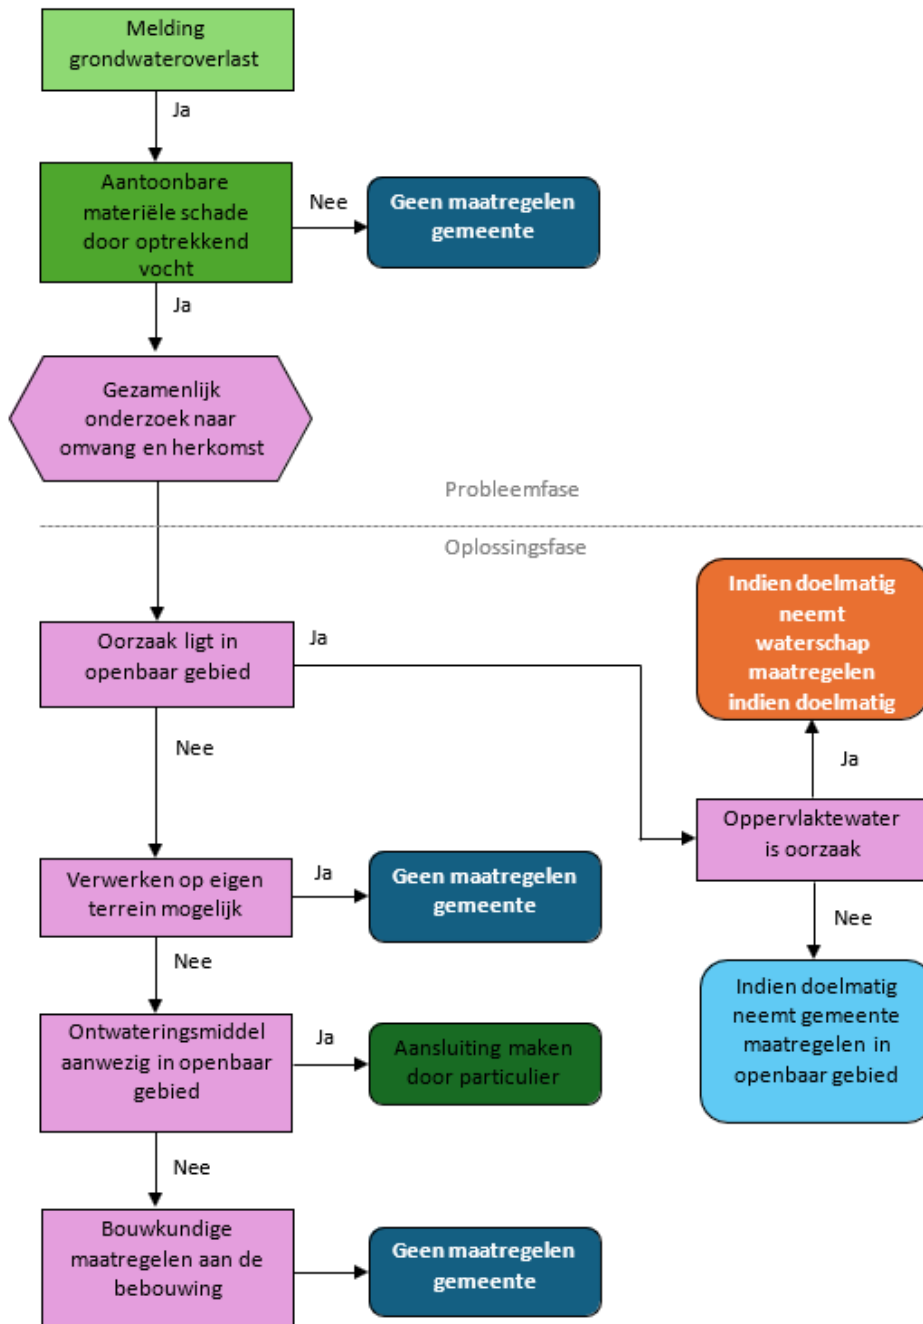 Melding
grondwateroverlast
Ja
Aantoonbare
materiële schade
door optrekkend
vocht
Nee
Geen maatregelen
gemeente
Ja
Gezamenlijk
onderzoek naar
omvang en herkomst
Probleemfase
Oplossingsfase
Oorzaak ligt in
openbaar gebied
Ja
Indien doelmatig
neemt
waterschap
maatregelen
indien doelmatig
Ja
Oppervlaktewater
is oorzaak
Nee
Indien doelmatig
neemt gemeente
maatregelen in
openbaar gebied
Nee
Verwerken op eigen
terrein mogelijk
Ja
Geen maatregelen
gemeente
Nee
Ontwateringsmiddel
aanwezig in openbaar
gebied
Ja
Aansluiting maken
door particulier
Nee
Bouwkundige
maatregelen aan de
bebouwing
Geen maatregelen
gemeente